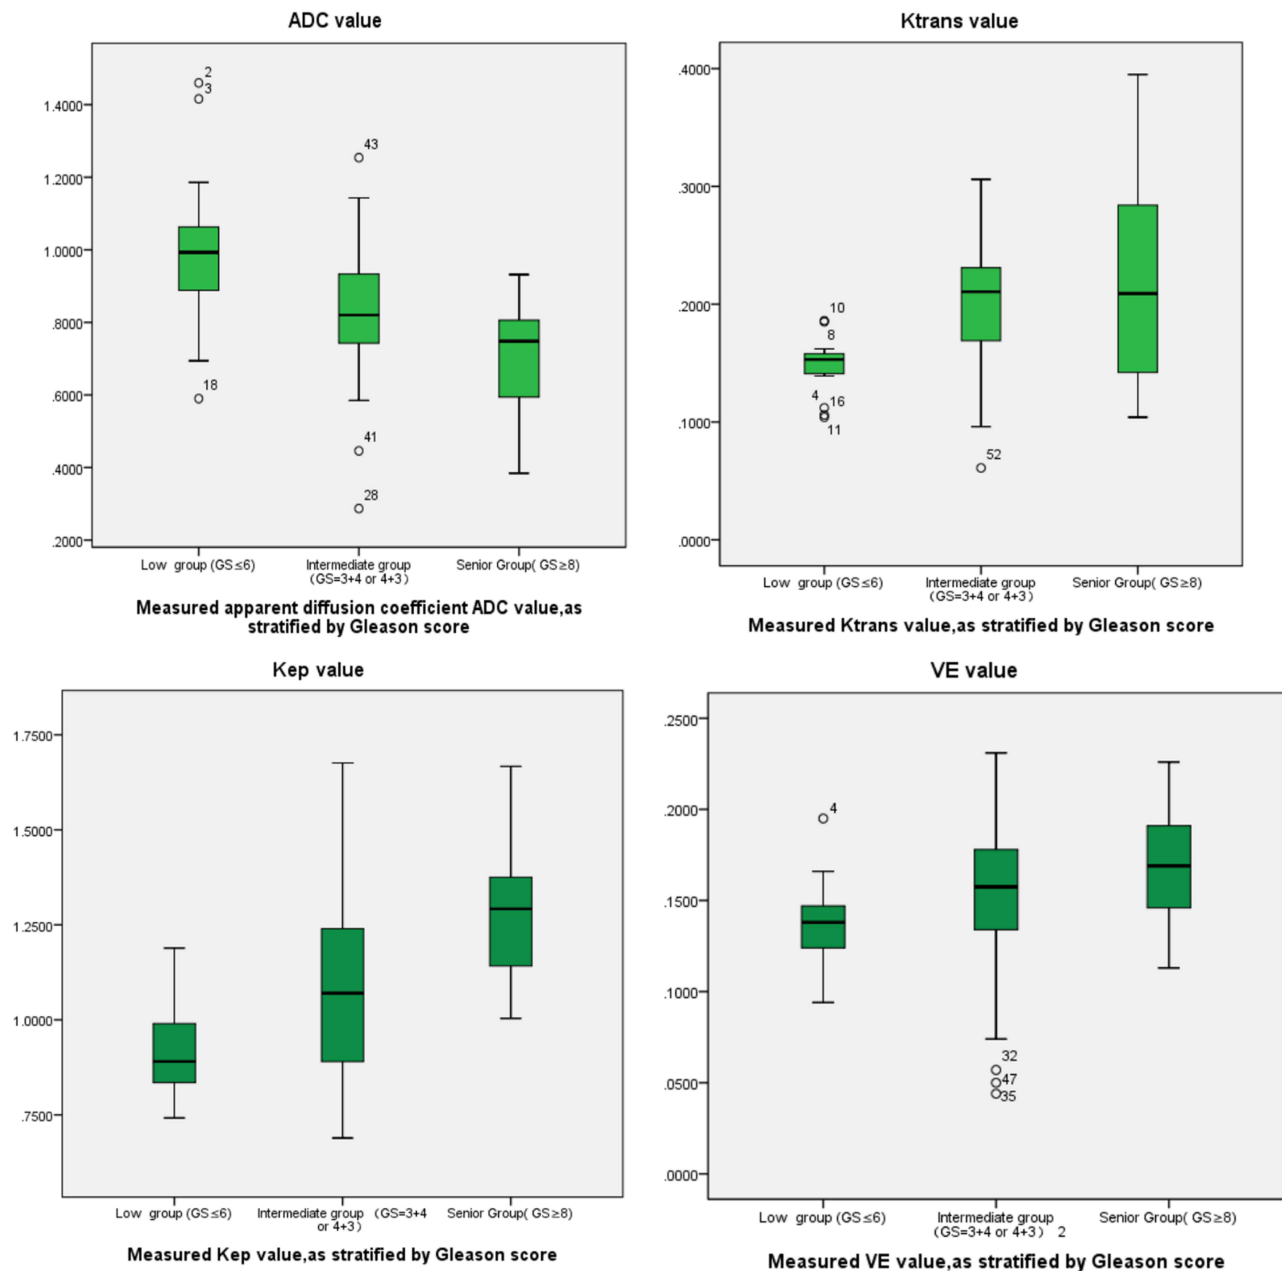 ADC value
2
3
1.4000
43
1.2000
1.0000
.8000
.6000
18
41
.4000
28
.2000
Low group (GS≤6)
Intermediate group
(GS=3+4 or 4+3)
Senior Group( GS≥8)
Measured apparent diffusion coefficient ADC value,as
stratified by Gleason score
Ktrans value
.4000
.3000
.2000
10
8
4
16
.1000
11
52
.0000
Low group (GS≤6)
Intermediate group
(GS=3+4 or 4+3)
Senior Group( GS≥8)
Measured Ktrans value,as stratified by Gleason score
Kep value
1.7500
1.5000
1.2500
1.0000
.7500
Low group (GS≤6)
Intermediate group (GS=3+4
or 4+3)
Senior Group( GS≥8)
Measured Kep value,as stratified by Gleason score
VE value
.2500
.2000
4
.1500
.1000
32
.0500
47
35
.0000
Low group (GS≤6)
Intermediate group
(GS=3+4 or 4+3) 2
Senior Group( GS≥8)
Measured VE value,as stratified by Gleason score